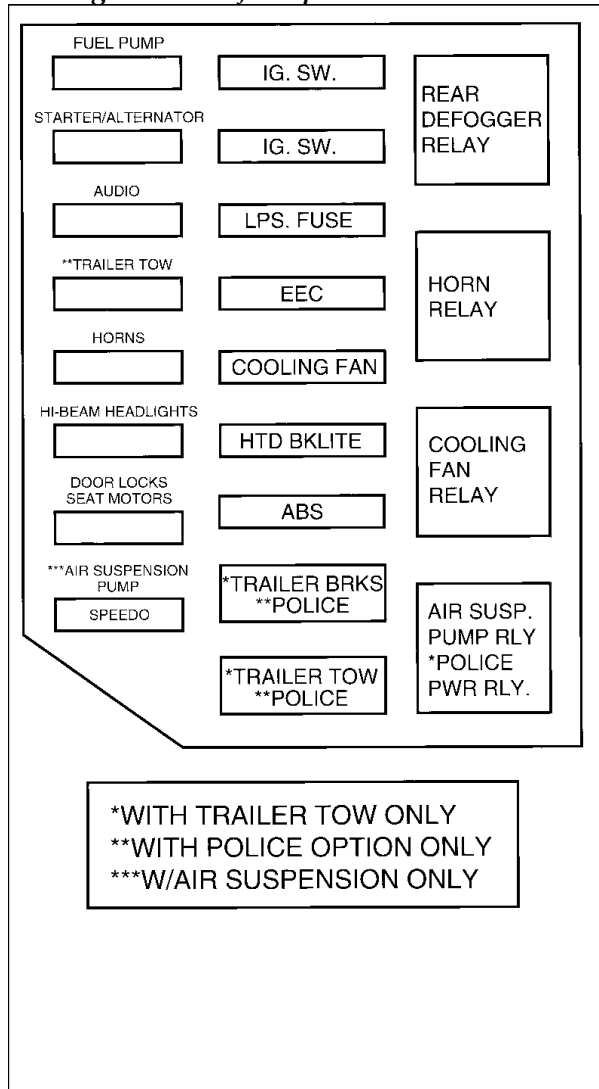 FUEL PUMP
STARTER/ALTERNATOR
AUDIO
**TRAILER TOW
HORNS
HI-BEAM HEADLIGHTS
DOOR LOCKS
SEAT MOTORS
***AIR SUSPENSION
PUMP
SPEEDO
IG. SW.
IG. SW.
LPS. FUSE
EEC
COOLING FAN
HTD BKLITE
ABS
*TRAILER BRKS
**POLICE
*TRAILER TOW
**POLICE
REAR
DEFOGGER
RELAY
HORN
RELAY
COOLING
FAN
RELAY
AIR SUSP.
PUMP RLY
*POLICE
PWR RLY.
*WITH TRAILER TOW ONLY
**WITH POLICE OPTION ONLY
***W/AIR SUSPENSION ONLY